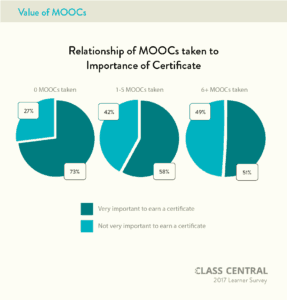 Value of MOOCs
Relationship of MOOCs taken to
Importance of Certificate
0 MOOCs taken
1-5 MOOCs taken
6+ MOOCs taken
27%
42%
49%
73%
58%
51%
Very important to earn a certificate
Not very important to earn a certificate
CLASS CENTRAL
2017 Learner Survey